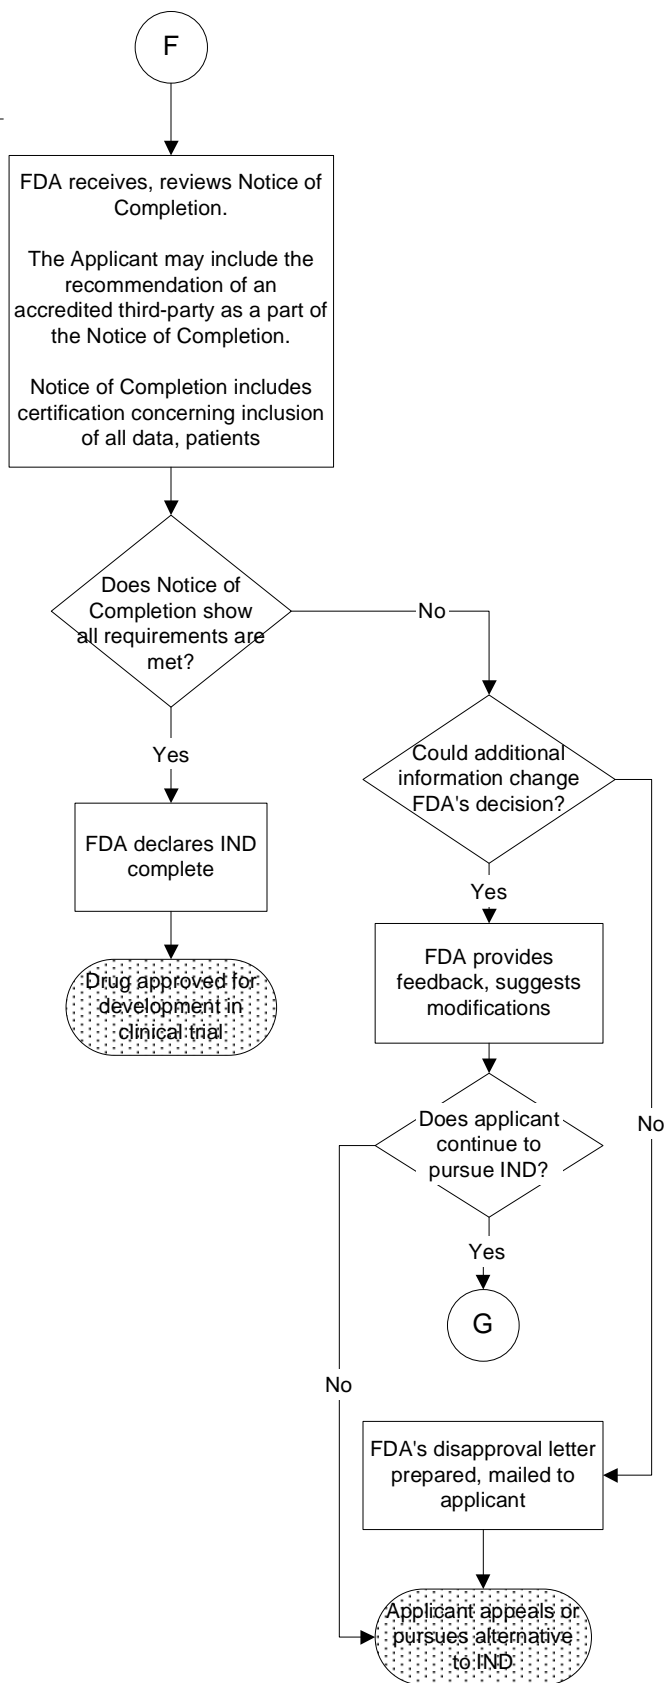 F
FDA receives, reviews Notice of
Completion.
The Applicant may include the
recommendation of an
accredited third-party as a part of
the Notice of Completion.
Notice of Completion includes
certification concerning inclusion
of all data, patients
Does Notice of
Completion show
all requirements are
met?
No
Yes
Could additional
information change
FDA's decision?
FDA declares IND
complete
Yes
FDA provides
feedback, suggests
modifications
Drug approved for
development in
clinical trial
Does applicant
continue to
pursue IND?
No
Yes
G
No
FDA's disapproval letter
prepared, mailed to
applicant
Applicant appeals or
pursues alternative
to IND